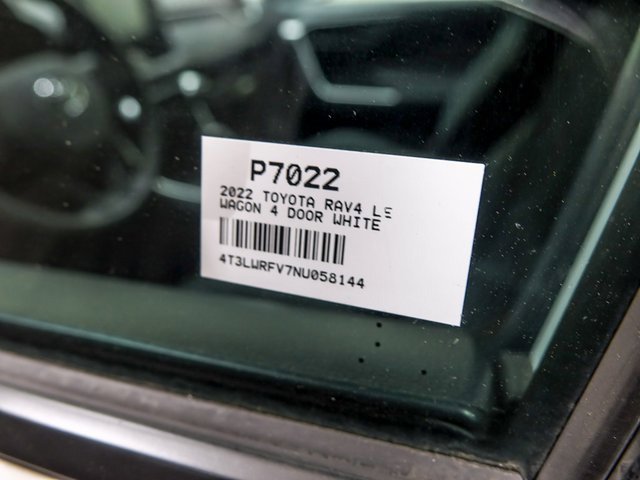 P7022
2022 TOYOTA RAV4 LE
WAGON 4 DOOR WHITE
4T3LWRFV7NU058144